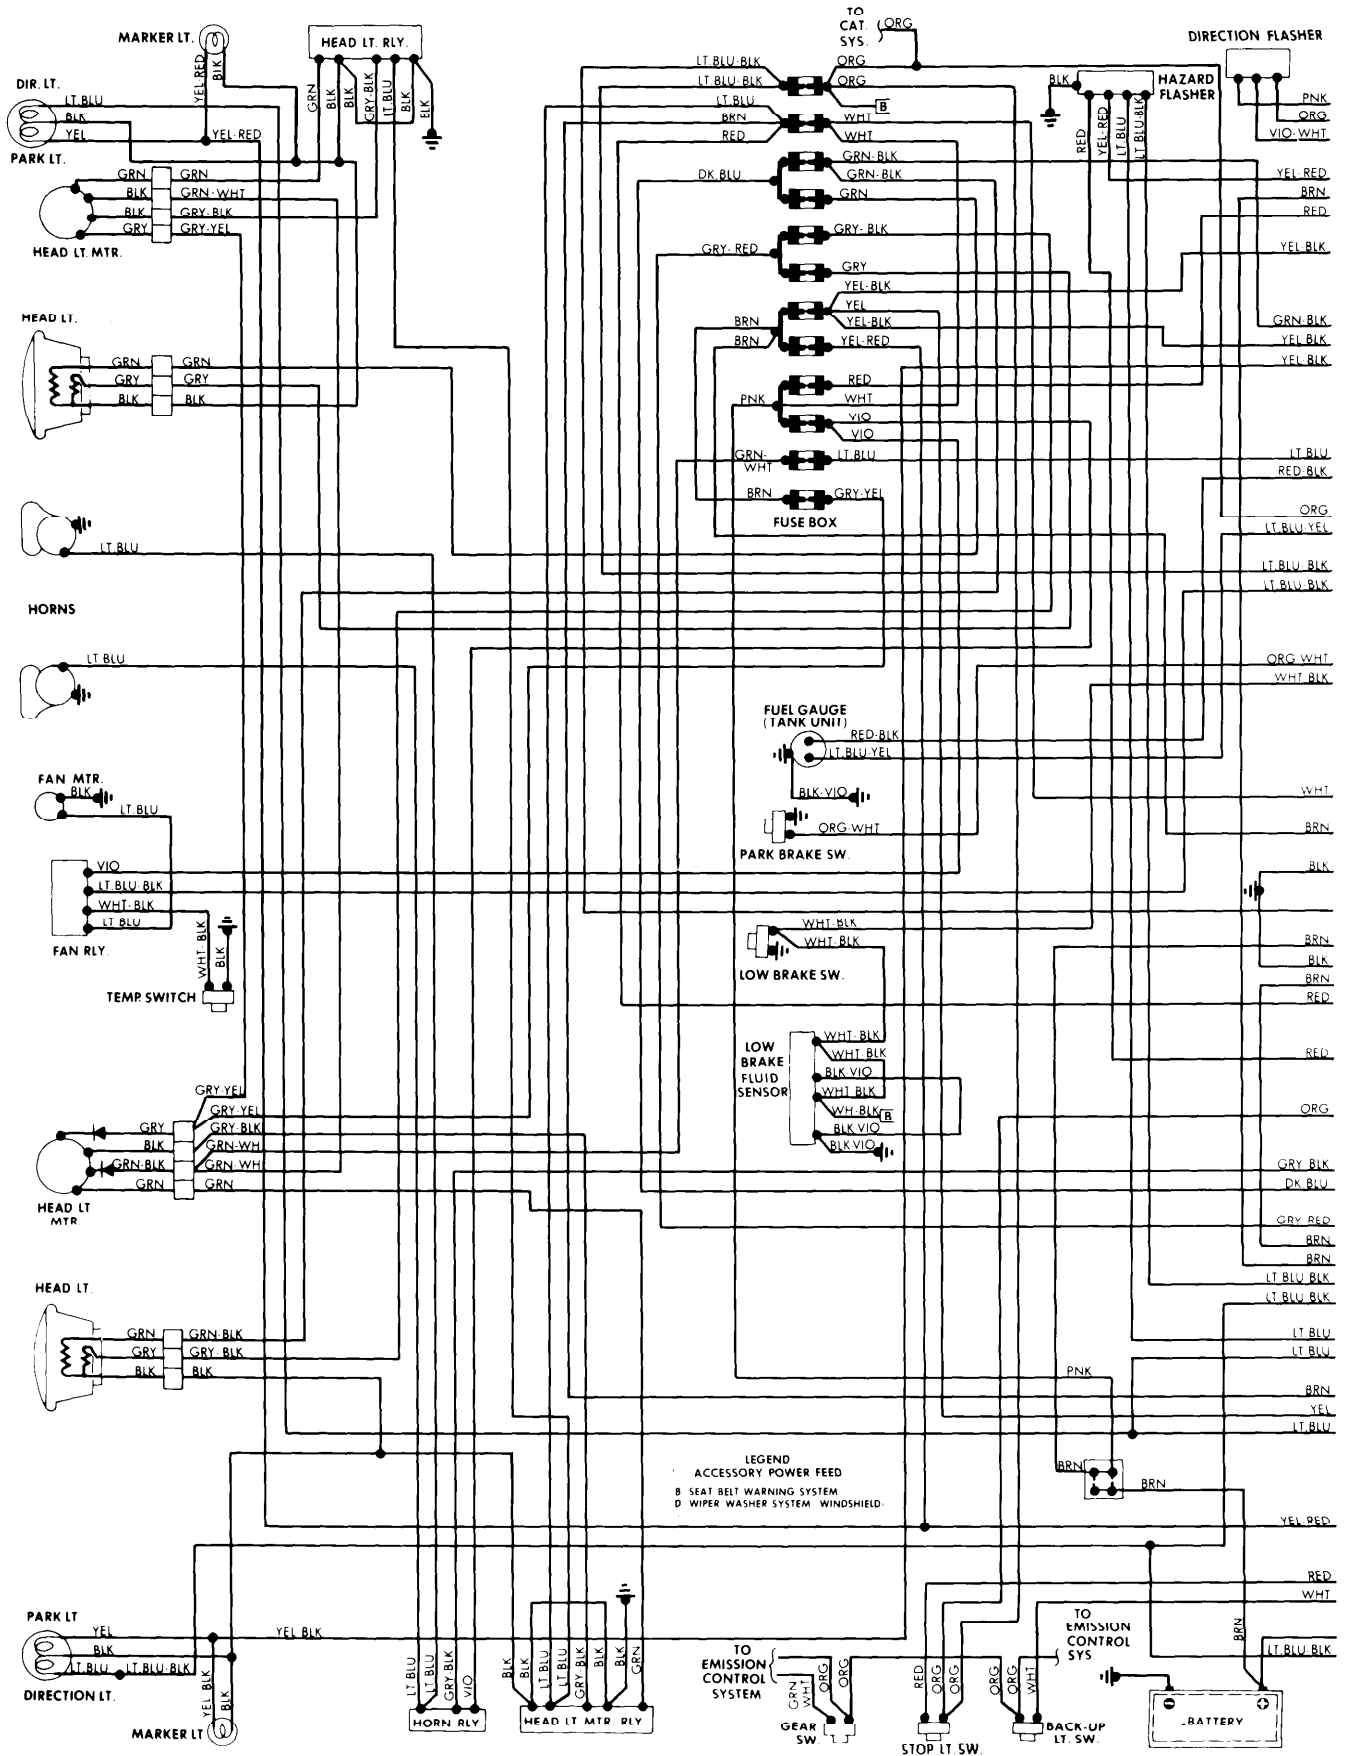 MARKER LT.
YEL-RED
BLK
HEAD LT. RLY.
GRN
BLK
BLK
GRY-BLK
LT.BLU
BLK
BLK
DIR. LT.
LT.BLU
BLK
YEL
YEL-RED
PARK LT.
GRN
GRN
BLK
GRN-WHT
BLK
GRY-BLK
GRY
GRY-YEL
HEAD LT. MTR.
HEAD LT.
GRN
GRN
GRY
GRY
BLK
BLK
LT.BLU
HORNS
LT BLU
FAN MTR.
BLK
LT.BLU
VIO
LT.BLU-BLK
WHT-BLK
LT BLU
FAN RLY.
WHT-BLK
BLK
TEMP. SWITCH
GRY-YEL
GRY-YEL
GRY
GRY-BLK
BLK
GRN-WH
GRN-BLK
GRN-WH
GRN
GRN
HEAD LT
MTR.
HEAD LT.
GRN
GRN-BLK
GRY
GRY-BLK
BLK
BLK
PARK LT
YEL
YEL BLK
BLK
LT.BLU
LT.BLU-BLK
DIRECTION LT.
YEL BLK
BLK
MARKER LT
LT BLU
LT.BLU
GRY-BLK
VIO
HORN RLY
BLK
BLK
LT.BLU
LT.BLU
GRY-BLK
BLK
BLK
GRN
HEAD LT MTR. RLY
TO
CAT.
SYS.
ORG
LT.BLU-BLK
ORG
LT.BLU-BLK
ORG
B
LT.BLU
BRN
WHT
RED
WHT
GRN-BLK
DK.BLU
GRN-BLK
GRN
GRY-BLK
GRY-RED
GRY
YEL-BLK
YEL
BRN
YEL-BLK
BRN
YEL-RED
RED
PNK
WHT
VIO
VIO
GRN-
WHT
LT.BLU
BRN
GRY-YEL
FUSE BOX
FUEL GAUGE
(TANK UNIT)
RED-BLK
LT.BLU-YEL
BLK-VIO
ORG-WHT
PARK BRAKE SW.
WHT-BLK
WHT-BLK
LOW BRAKE SW.
LOW
BRAKE
FLUID
SENSOR
WHT-BLK
WHT-BLK
BLK-VIO
WHT BLK
WH-BLK
B
BLK-VIO
BLK-VIO
LEGEND
ACCESSORY POWER FEED
B SEAT BELT WARNING SYSTEM
D WIPER WASHER SYSTEM WINDSHIELD
PNK
BRN
BRN
TO
EMISSION
CONTROL
SYSTEM
GRN
WHT
ORG
ORG
GEAR
SW.
RED
ORG
ORG
STOP LT. SW.
ORG
ORG
WHT
BACK-UP
LT. SW.
TO
EMISSION
CONTROL
SYS
BRN
BATTERY
DIRECTION FLASHER
BLK
HAZARD
FLASHER
RED
YEL-RED
LT.BLU
LT BLU-BLK
PNK
ORG
VIO-WHT
YEL-RED
BRN
RED
YEL-BLK
GRN-BLK
YEL BLK
YEL-BLK
LT BLU
RED-BLK
ORG
LT.BLU-YEL
LT.BLU-BLK
LT.BLU-BLK
ORG WHT
WHT BLK
WHT
BRN
BLK
BRN
BLK
BRN
RED
RED
ORG
GRY BLK
DK BLU
GRY RED
BRN
BRN
LT BLU BLK
LT BLU BLK
LT BLU
LT BLU
BRN
YEL
LT.BLU
YEL-RED
RED
WHT
LT.BLU-BLK